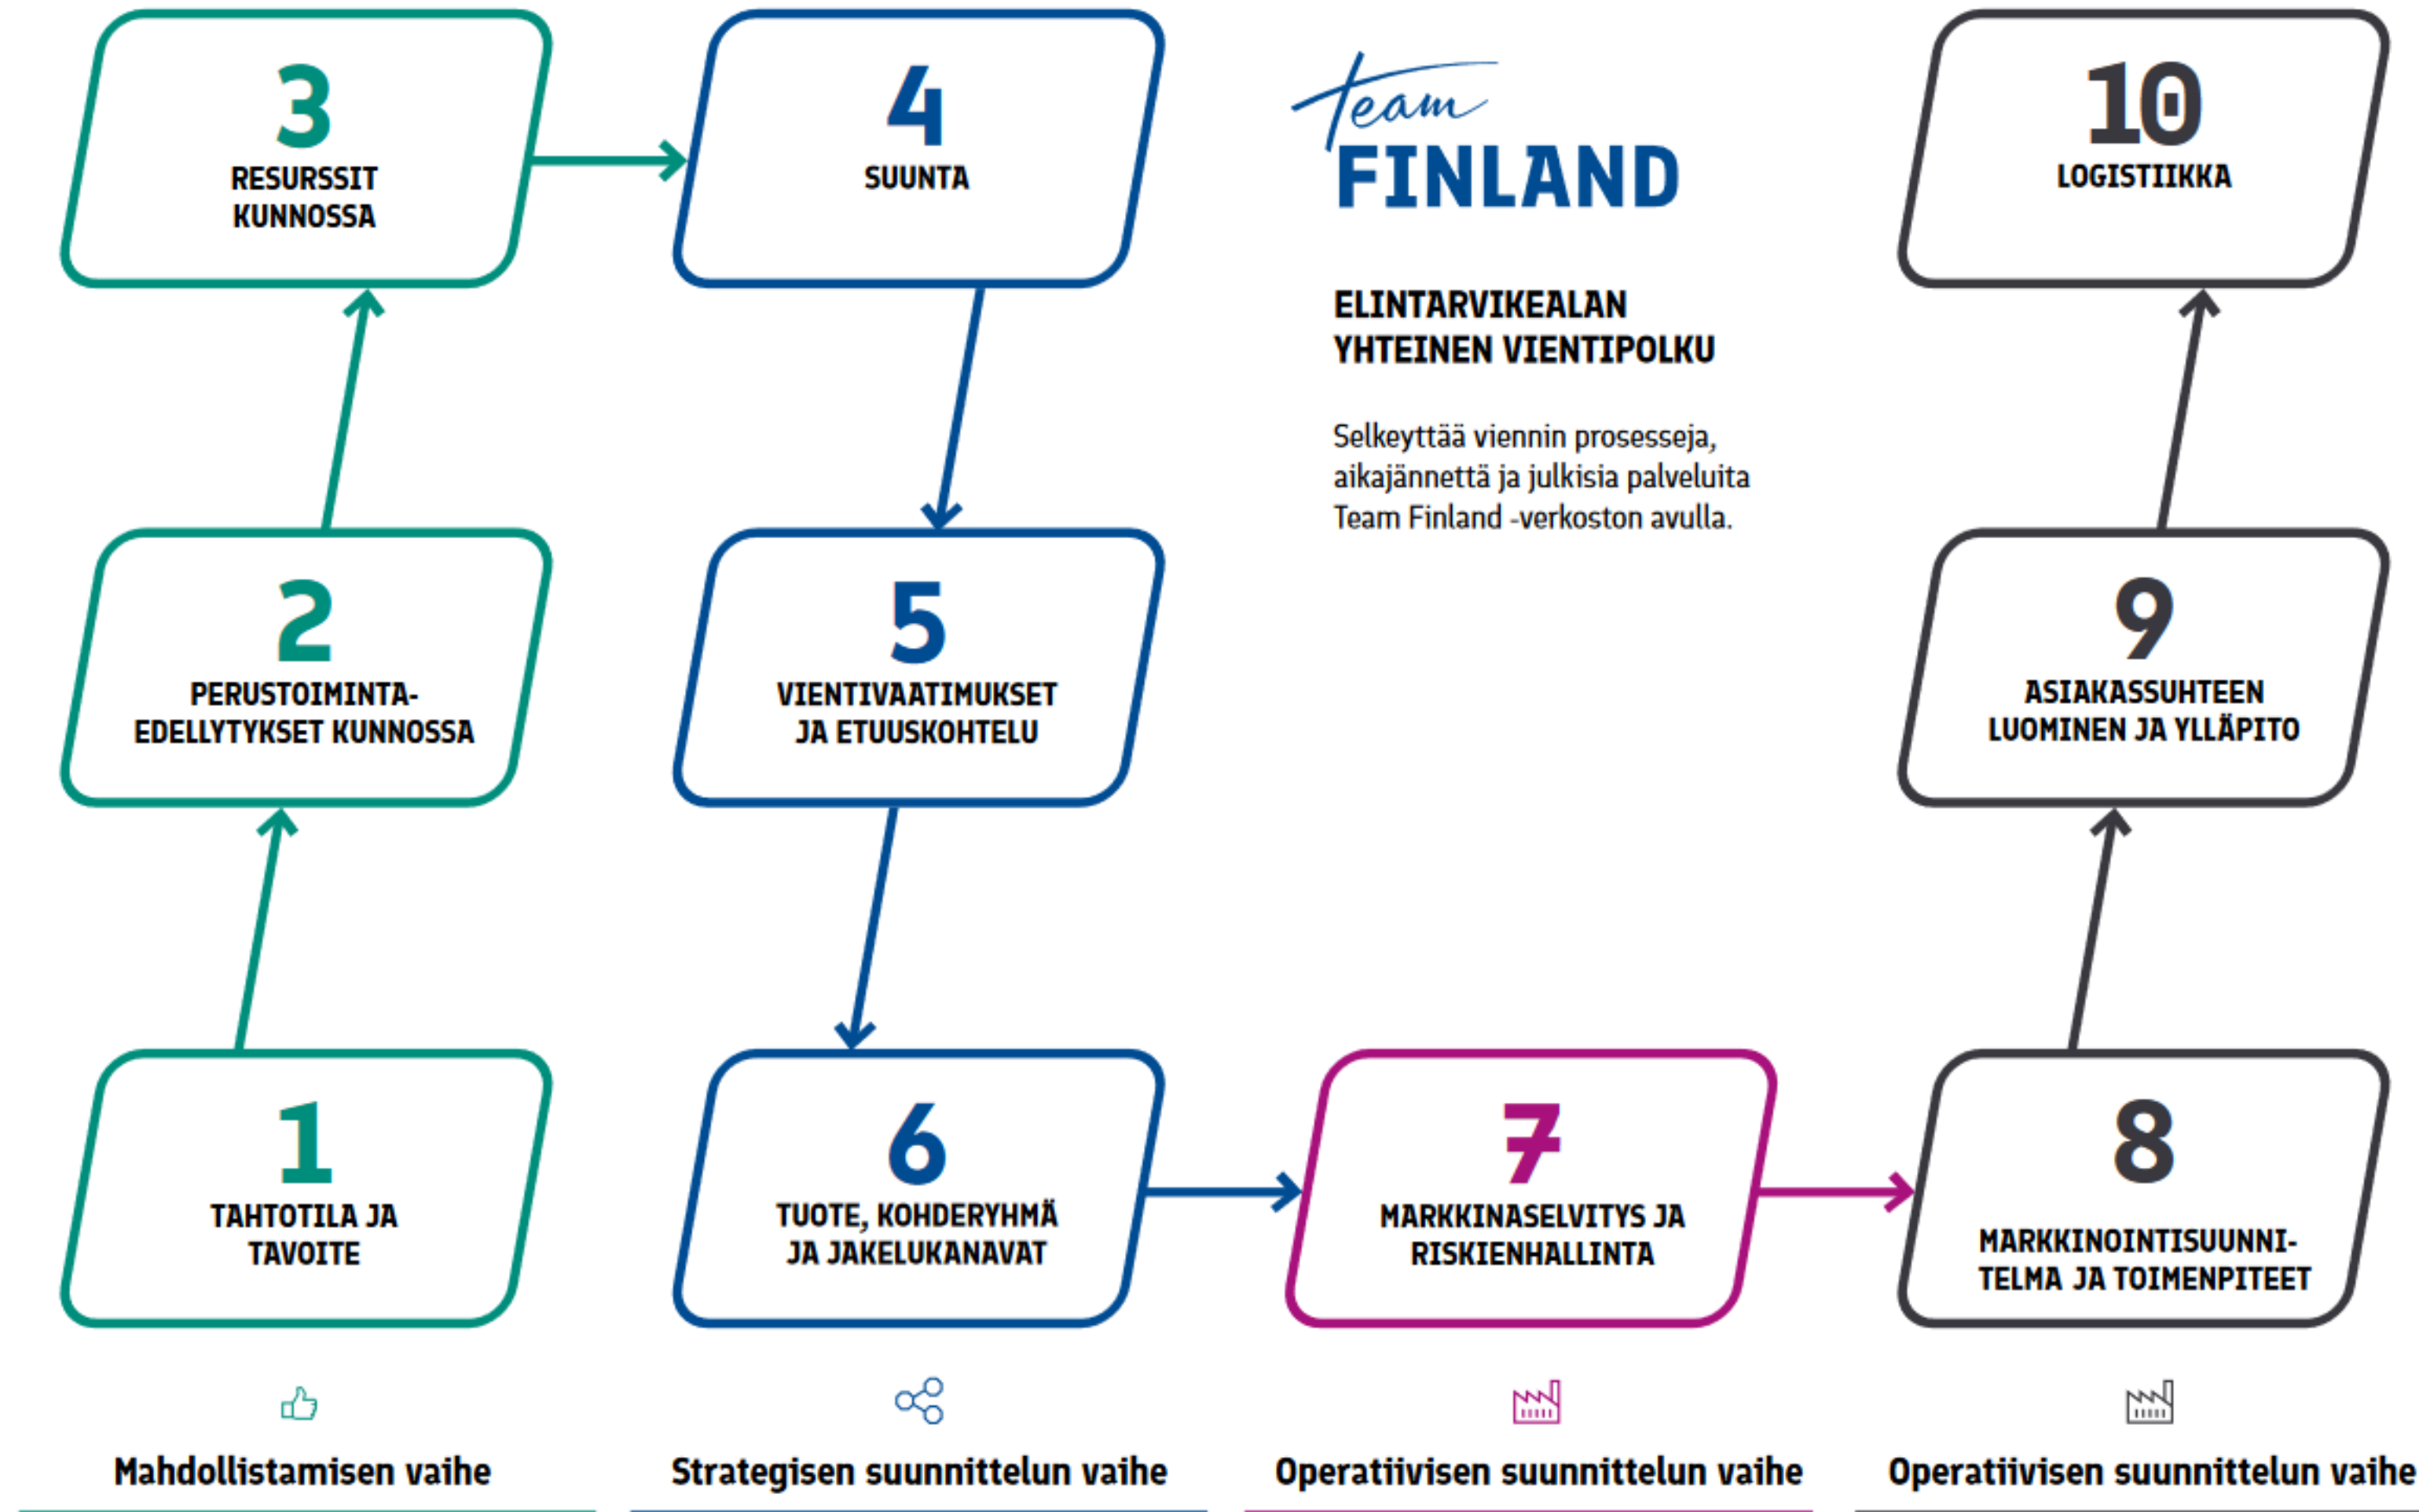 3
RESURSSIT
KUNNOSSA
4
SUUNTA
Team
FINLAND
ELINTARVIKEALAN
YHTEINEN VIENTIPOLKU
Selkeyttää viennin prosesseja,
aikajännettä ja julkisia palveluita
Team Finland -verkoston avulla.
10
LOGISTIIKKA
2
PERUSTOIMINTA-
EDELLYTYKSET KUNNOSSA
5
VIENTIVAATIMUKSET
JA ETUUSKOHTELU
9
ASIAKASSUHTEEN
LUOMINEN JA YLLÄPITO
1
TAHTOTILA JA
TAVOITE
6
TUOTE, KOHDERYHMÄ
JA JAKELUKANAVAT
7
MARKKINASELVITYS JA
RISKIENHALLINTA
8
MARKKINOINTISUUNNI-
TELMA JA TOIMENPITEET
Mahdollistamisen vaihe
Strategisen suunnittelun vaihe
Operatiivisen suunnittelun vaihe
Operatiivisen suunnittelun vaihe